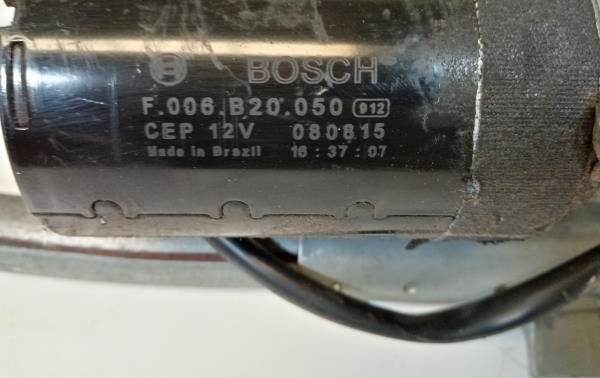 BOSCH
F.006.B20.050 912
CEP 12V 080815
Made in Brazil 16:37:07